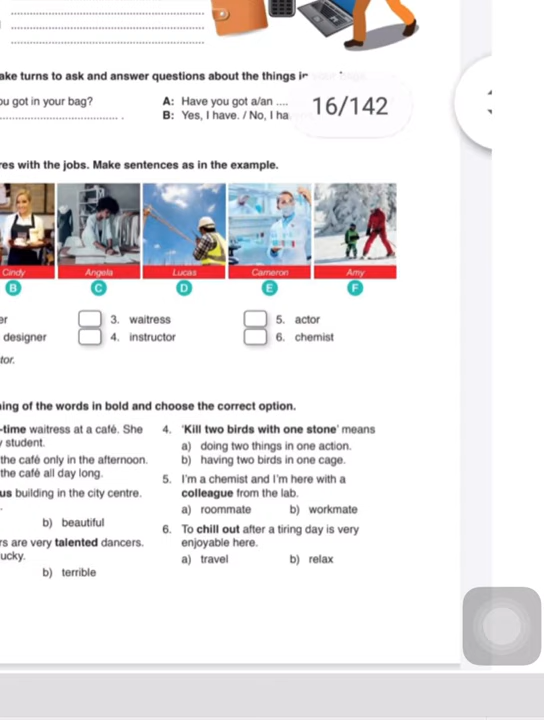 ake turns to ask and answer questions about the things in
ou got in your bag?
A: Have you got a/an ....
B: Yes, I have. / No, I ha
16/142
res with the jobs. Make sentences as in the example.
Cindy
Angela
Lucas
Cameron
Amy
B
C
D
E
F
er
designer
tor.
3. waitress
4. instructor
5. actor
6. chemist
ing of the words in bold and choose the correct option.
-time waitress at a café. She
y student.
the café only in the afternoon.
the café all day long.
us building in the city centre.
b) beautiful
rs are very talented dancers.
ucky.
b) terrible
4. 'Kill two birds with one stone' means
a) doing two things in one action.
b) having two birds in one cage.
5. I'm a chemist and I'm here with a
colleague from the lab.
a) roommate b) workmate
6. To chill out after a tiring day is very
enjoyable here.
a) travel b) relax